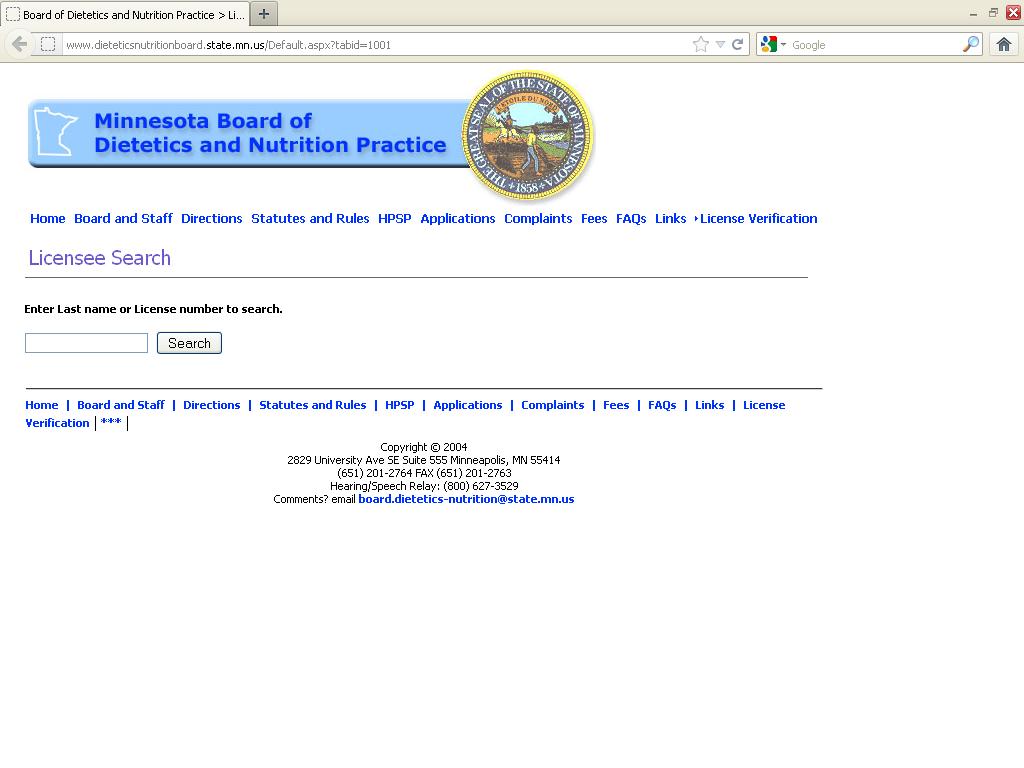 Board of Dietetics and Nutrition Practice > Li...
www.dieteticsnutritionboard.state.mn.us/Default.aspx?tabid=1001
Google
Minnesota Board of
Dietetics and Nutrition Practice
THE GREAT SEAL OF THE STATE OF MINNESOTA
L'ETOILE DU NORD
1858
Home Board and Staff Directions Statutes and Rules HPSP Applications Complaints Fees FAQs Links License Verification
Licensee Search
Enter Last name or License number to search.
Search
Home | Board and Staff | Directions | Statutes and Rules | HPSP | Applications | Complaints | Fees | FAQs | Links | License
Verification | *** |
Copyright © 2004
2829 University Ave SE Suite 555 Minneapolis, MN 55414
(651) 201-2764 FAX (651) 201-2763
Hearing/Speech Relay: (800) 627-3529
Comments? email board.dietetics-nutrition@state.mn.us